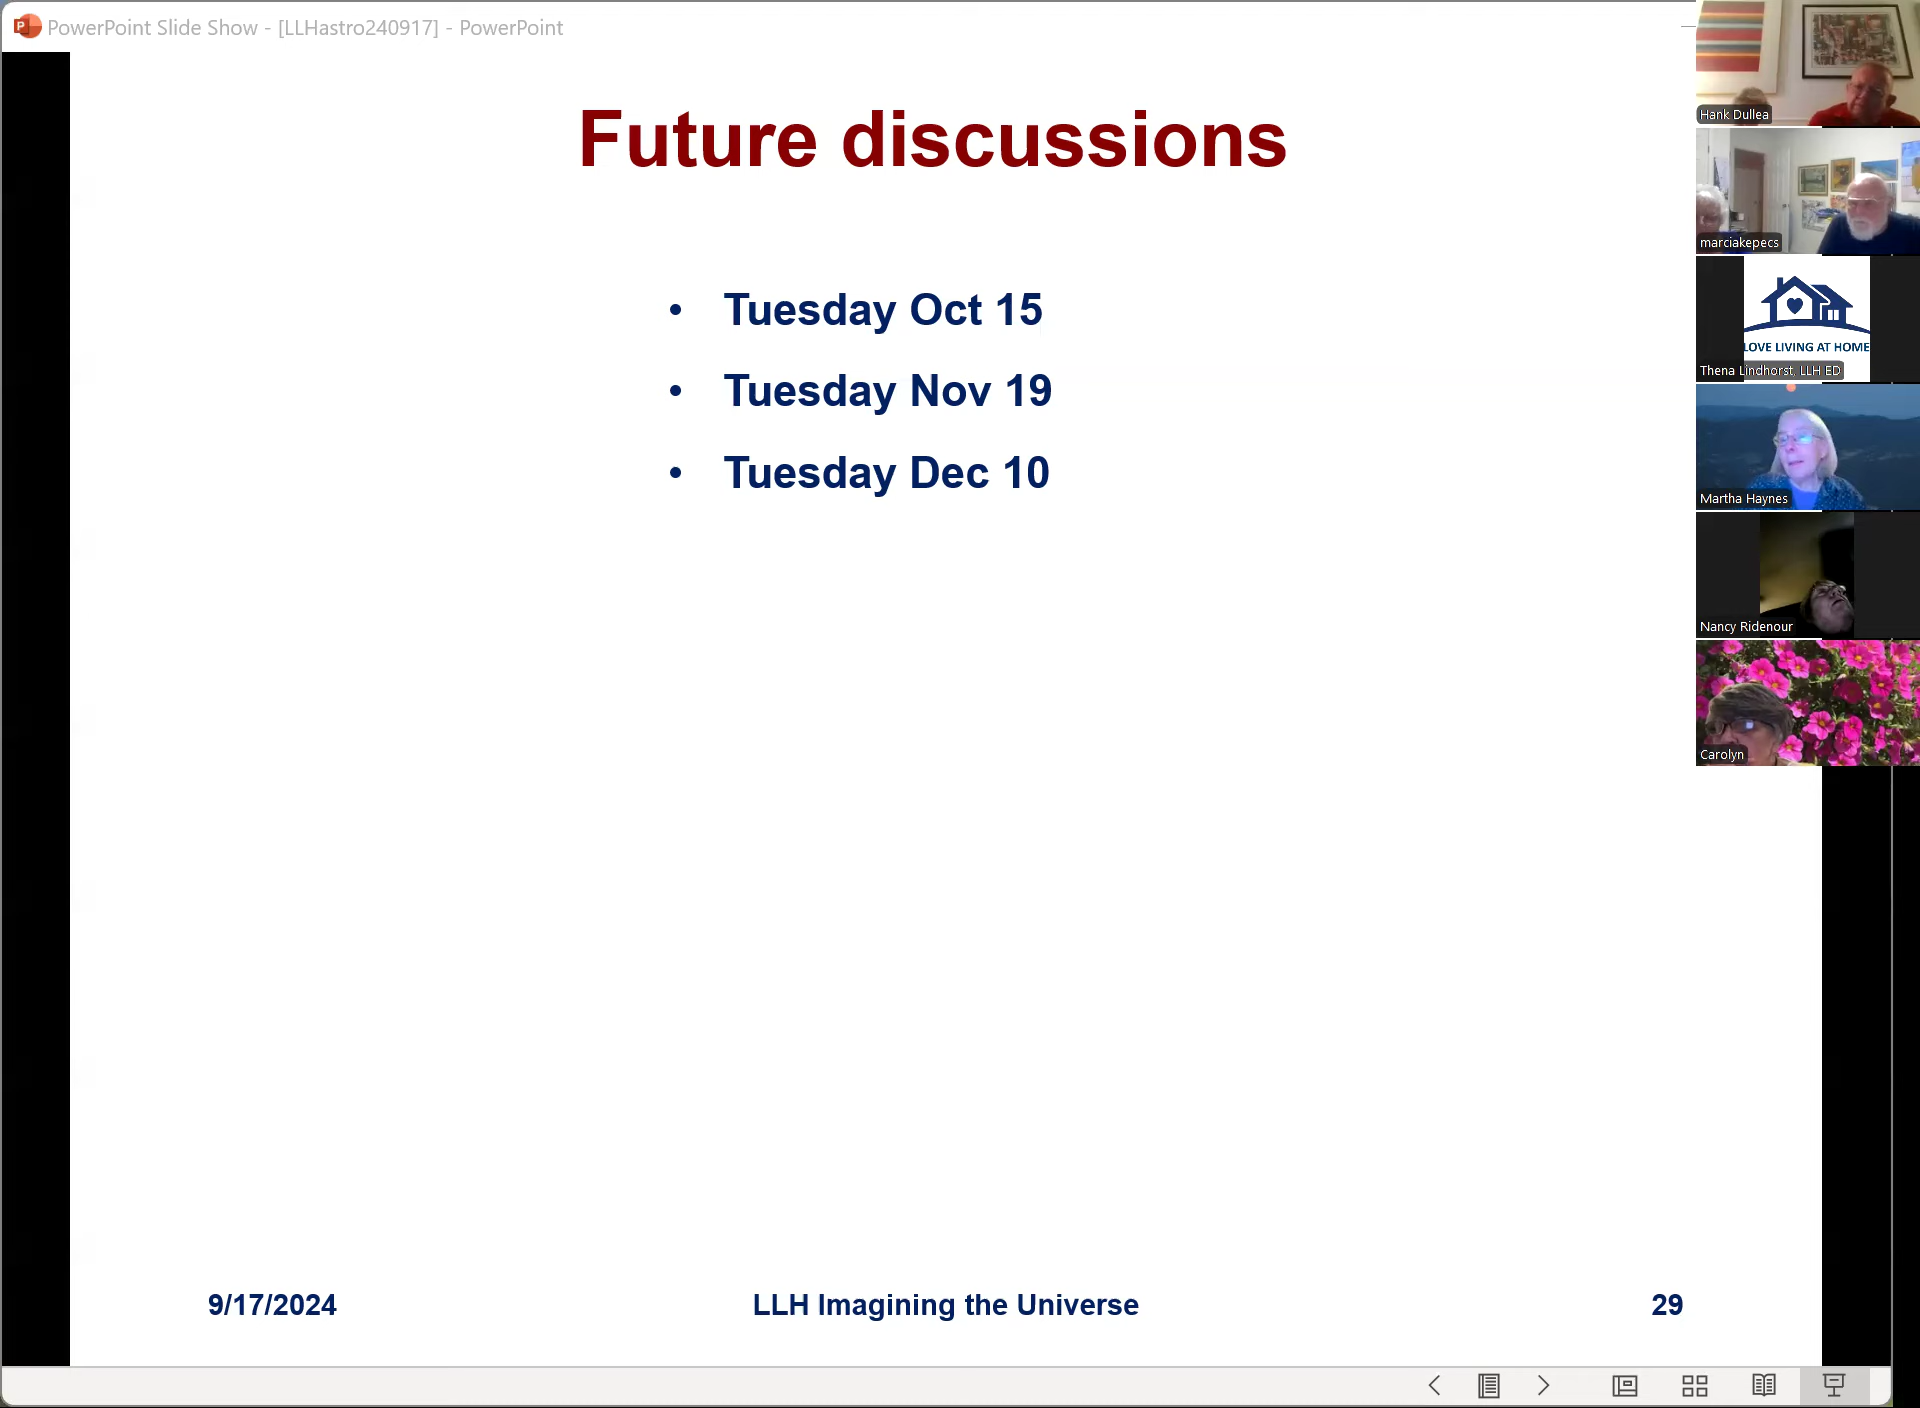 PowerPoint Slide Show - [LLHastro240917] - PowerPoint
Future discussions
• Tuesday Oct 15
• Tuesday Nov 19
• Tuesday Dec 10
9/17/2024
LLH Imagining the Universe
29
Hank Dullea
marciakepecs
LOVE LIVING AT HOME
Thena Lindhorst, LLH ED
Martha Haynes
Nancy Ridenour
Carolyn